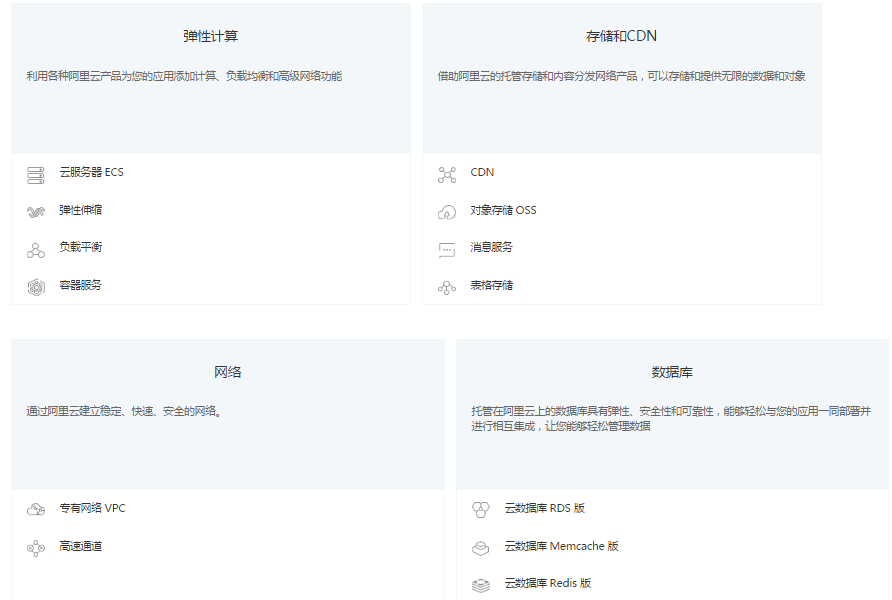 弹性计算
利用各种阿里云产品为您的应用添加计算、负载均衡和高级网络功能
云服务器 ECS
弹性伸缩
负载平衡
容器服务
存储和CDN
借助阿里云的托管存储和内容分发网络产品，可以存储和提供无限的数据和对象
CDN
对象存储 OSS
消息服务
表格存储
网络
通过阿里云建立稳定、快速、安全的网络。
专有网络 VPC
高速通道
数据库
托管在阿里云上的数据库具有弹性、安全性和可靠性，能够轻松与您的应用一同部署并
进行相互集成，让您能够轻松管理数据
云数据库 RDS 版
云数据库 Memcache 版
云数据库 Redis 版